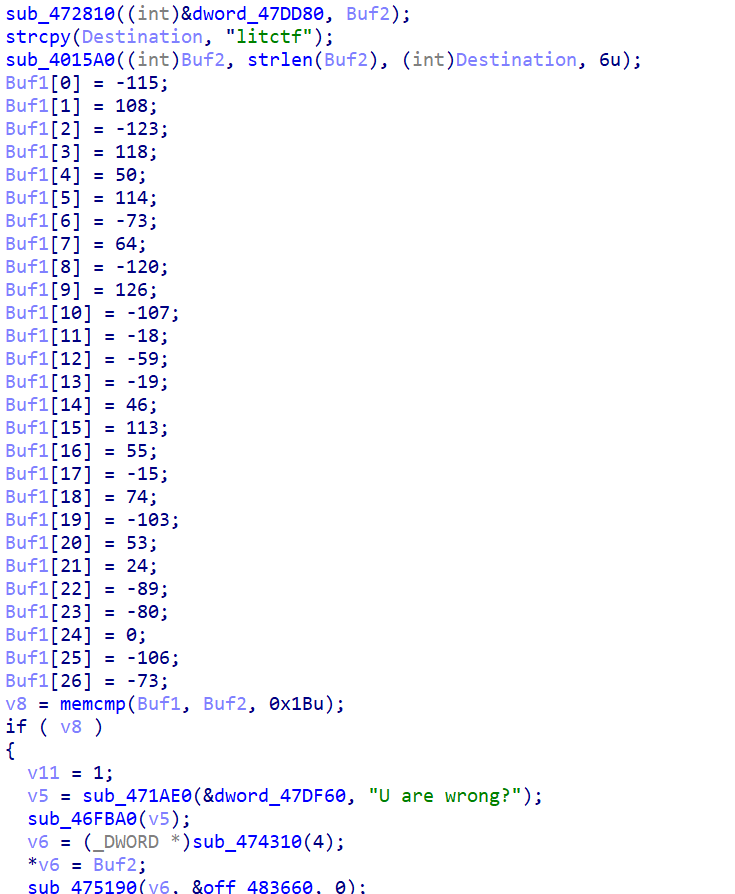 sub_472810((int)&dword_47DD80, Buf2);
strcpy(Destination, "litctf");
sub_4015A0((int)Buf2, strlen(Buf2), (int)Destination, 6u);
Buf1[0] = -115;
Buf1[1] = 108;
Buf1[2] = -123;
Buf1[3] = 118;
Buf1[4] = 50;
Buf1[5] = 114;
Buf1[6] = -73;
Buf1[7] = 64;
Buf1[8] = -120;
Buf1[9] = 126;
Buf1[10] = -107;
Buf1[11] = -18;
Buf1[12] = -59;
Buf1[13] = -19;
Buf1[14] = 46;
Buf1[15] = 113;
Buf1[16] = 55;
Buf1[17] = -15;
Buf1[18] = 74;
Buf1[19] = -103;
Buf1[20] = 53;
Buf1[21] = 24;
Buf1[22] = -89;
Buf1[23] = -80;
Buf1[24] = 0;
Buf1[25] = -106;
Buf1[26] = -73;
v8 = memcmp(Buf1, Buf2, 0x1Bu);
if ( v8 )
{
v11 = 1;
v5 = sub_471AE0(&dword_47DF60, "U are wrong?");
sub_46FBA0(v5);
v6 = (_DWORD *)sub_474310(4);
*v6 = Buf2;
sub_475190(v6, &off_483660, 0);